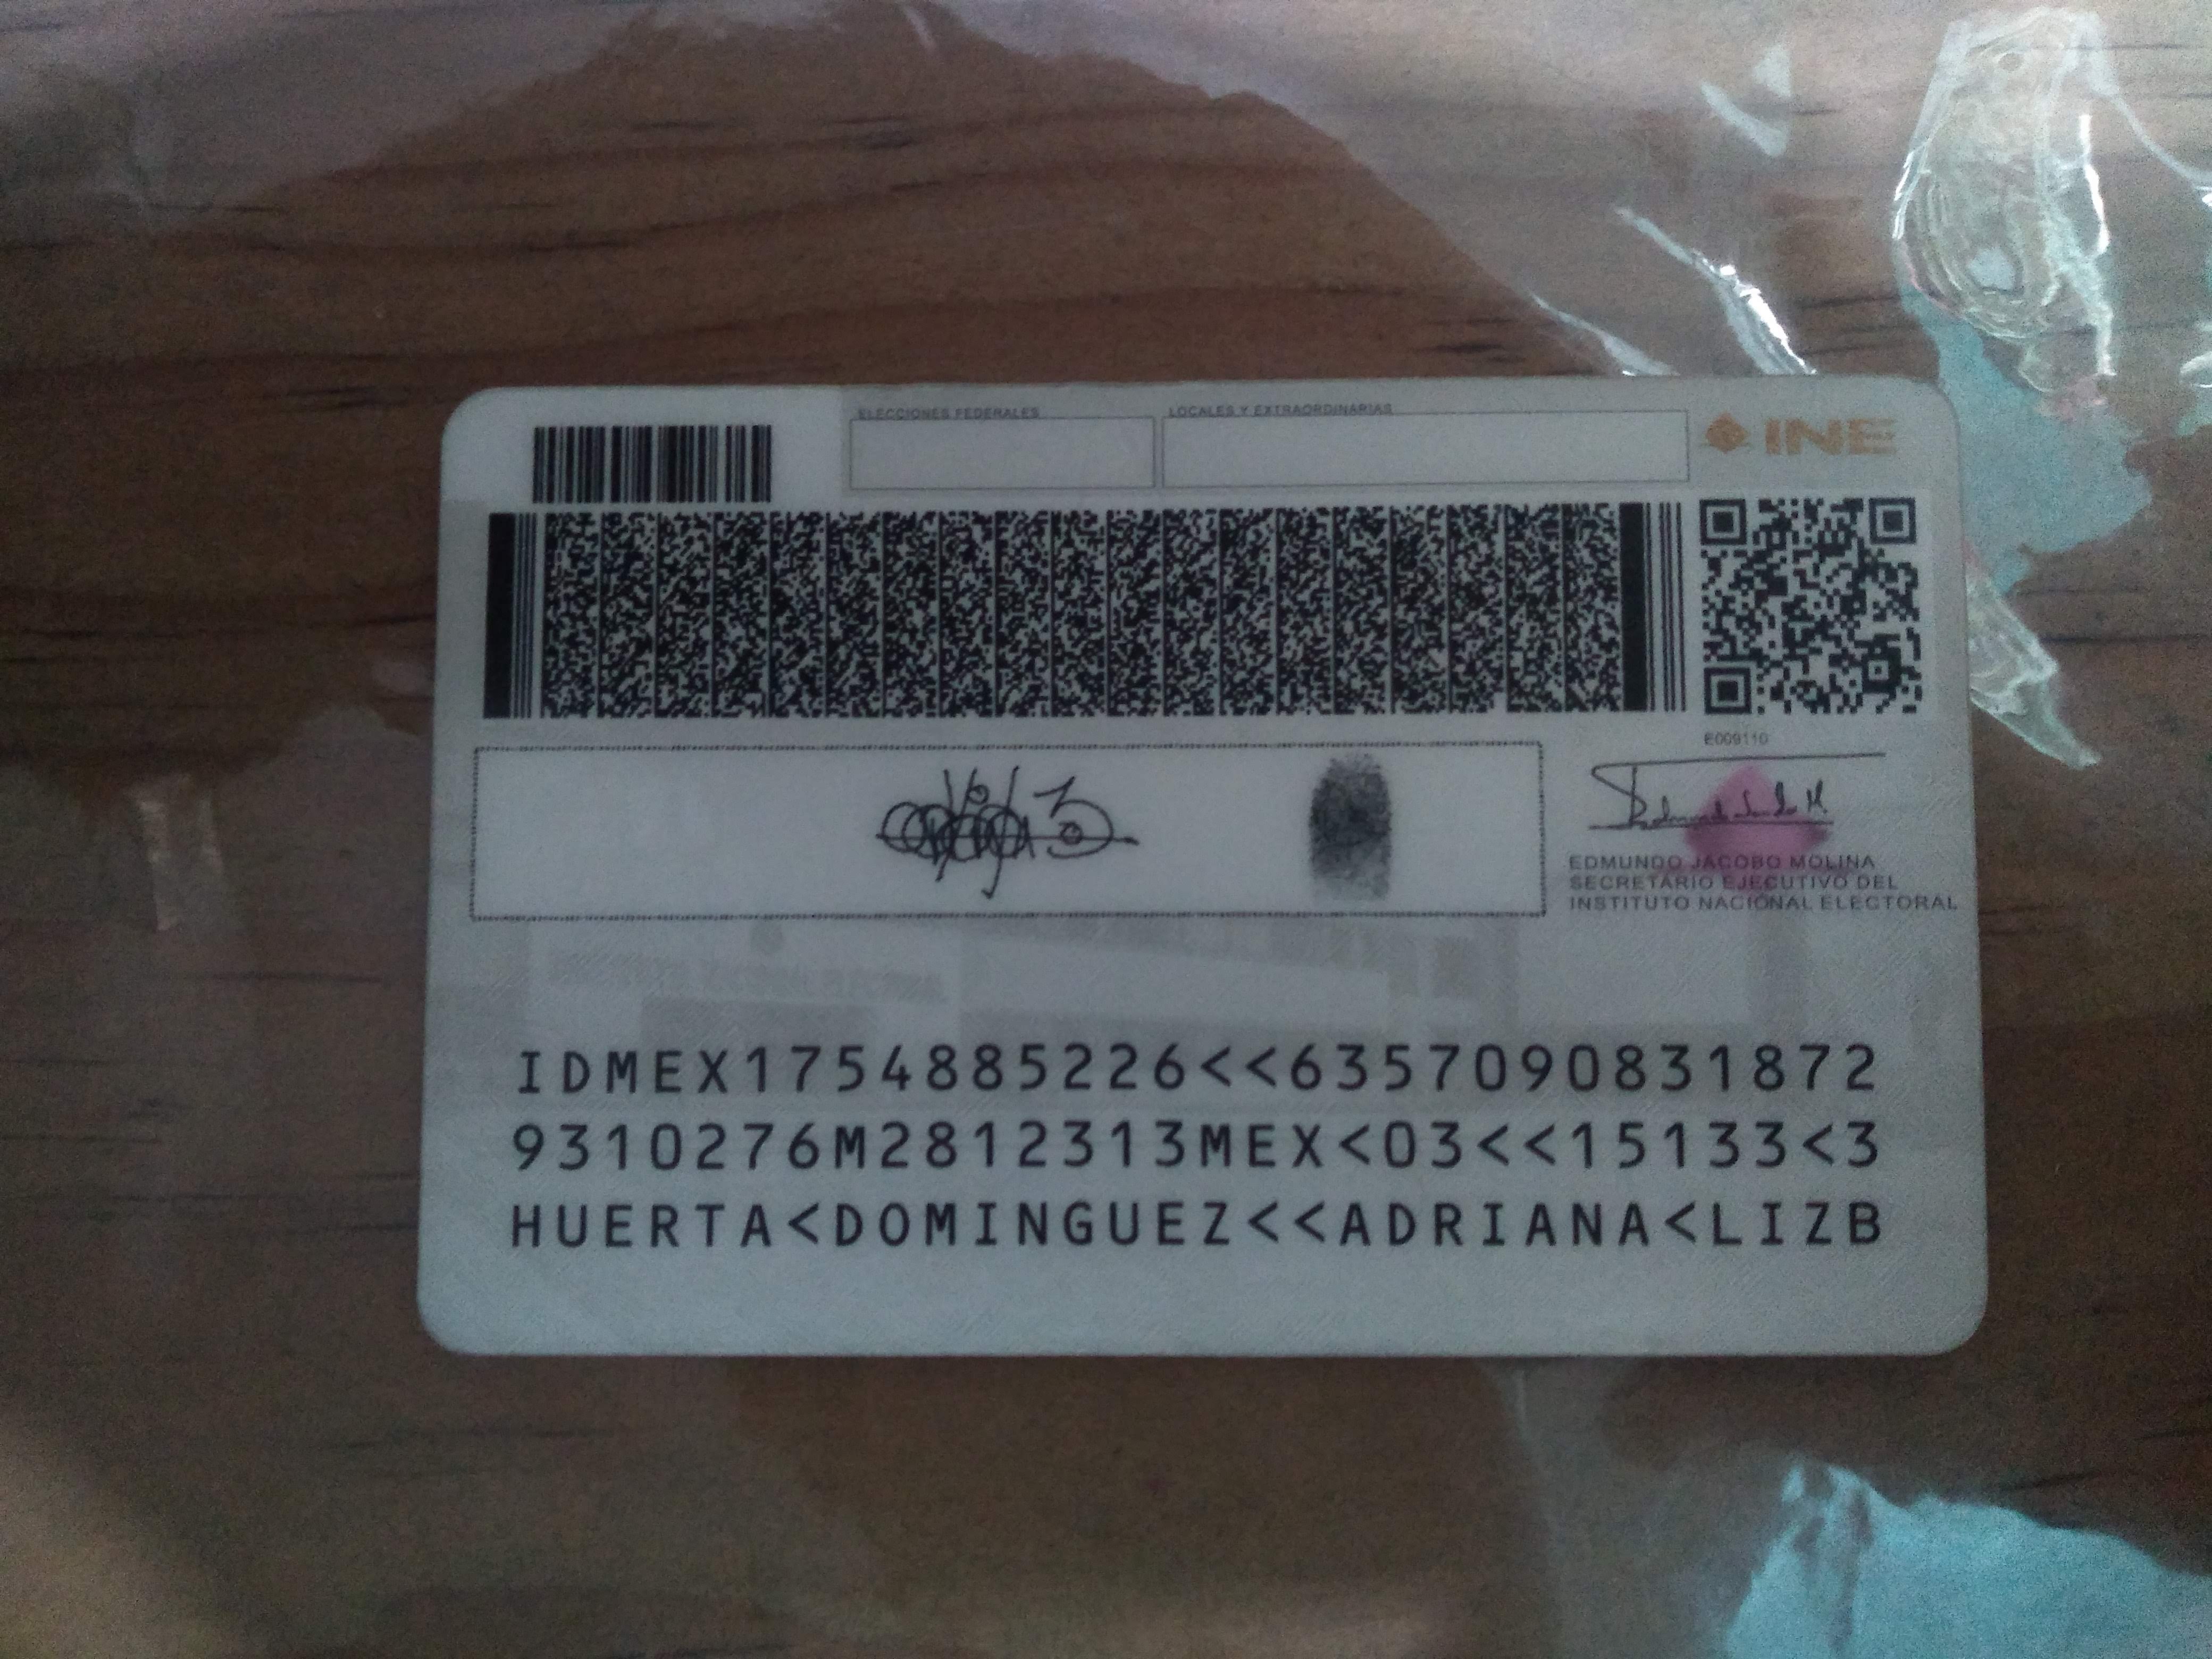 ELECCIONES FEDERALES
LOCALES Y EXTRAORDINARIAS
INE
E009110
EDMUNDO JACOBO MOLINA
SECRETARIO EJECUTIVO DEL
INSTITUTO NACIONAL ELECTORAL
IDMEX1754885226<<6357090831872
9310276M2812313MEX<03<<15133<3
HUERTA<DOMINGUEZ<<ADRIANA<LIZB